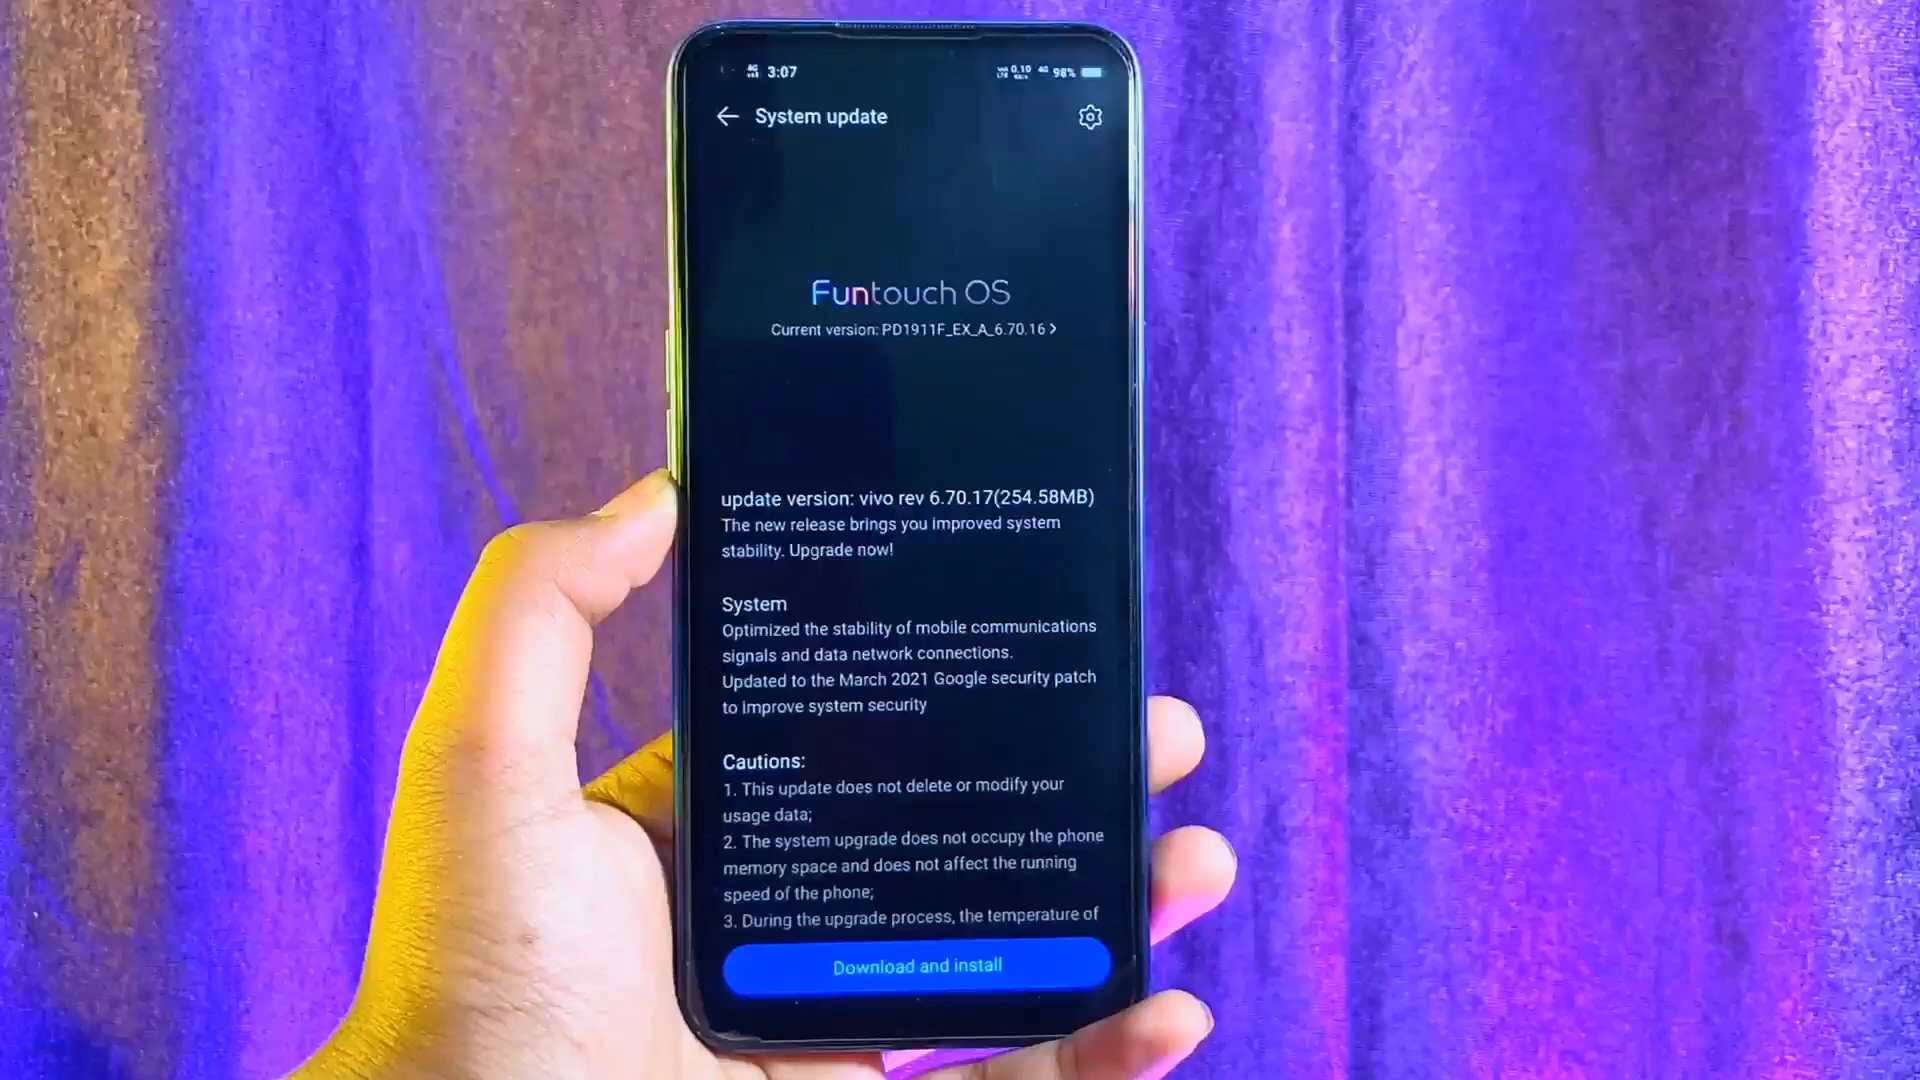 3:07
0.10 4G 98%
System update
Funtouch OS
Current version: PD1911F_EX_A_6.70.16 >
update version: vivo rev 6.70.17(254.58MB)
The new release brings you improved system
stability. Upgrade now!
System
Optimized the stability of mobile communications
signals and data network connections.
Updated to the March 2021 Google security patch
to improve system security
Cautions:
1. This update does not delete or modify your
usage data;
2. The system upgrade does not occupy the phone
memory space and does not affect the running
speed of the phone;
3. During the upgrade process, the temperature of
Download and install